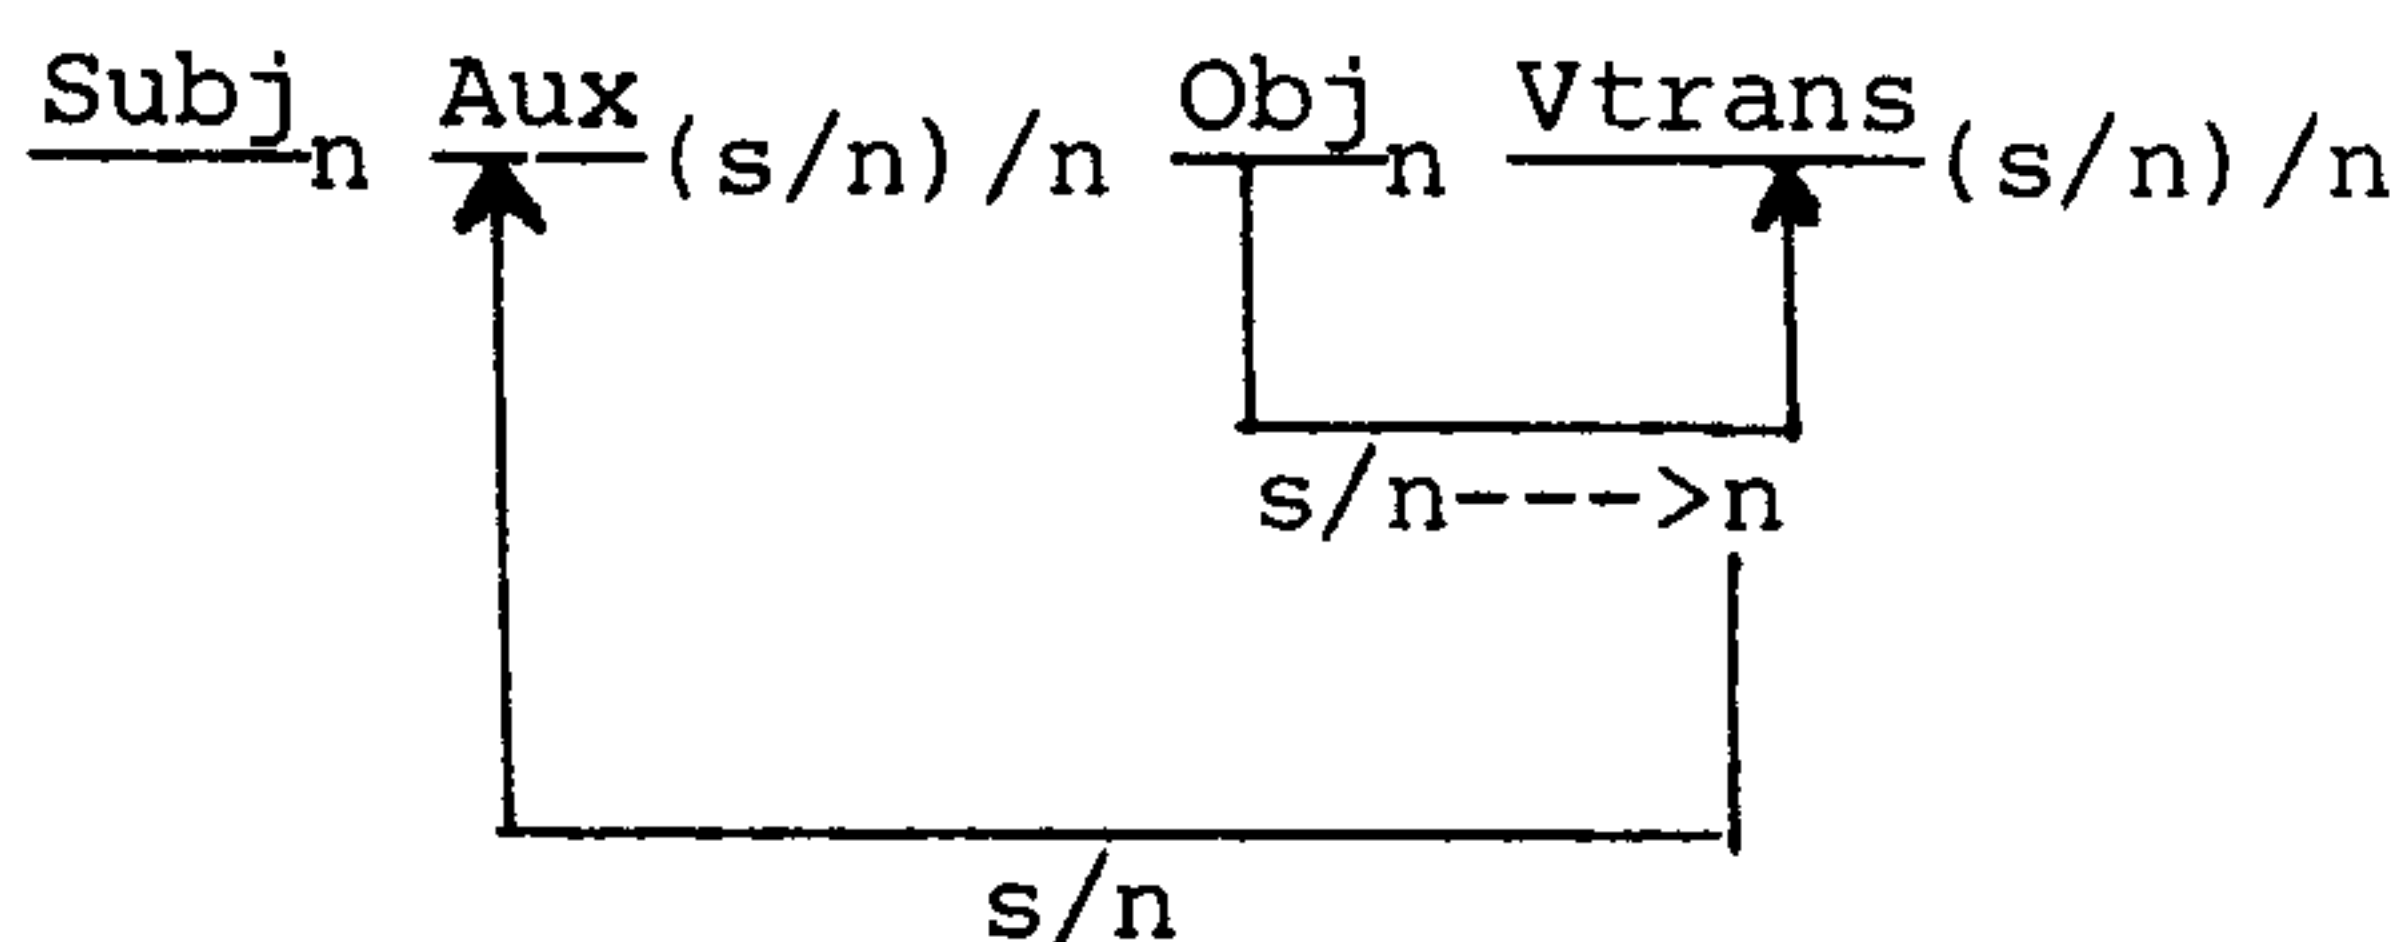 Subj n Aux (s/n)/n Obj n Vtrans (s/n)/n
s/n--->n
s/n